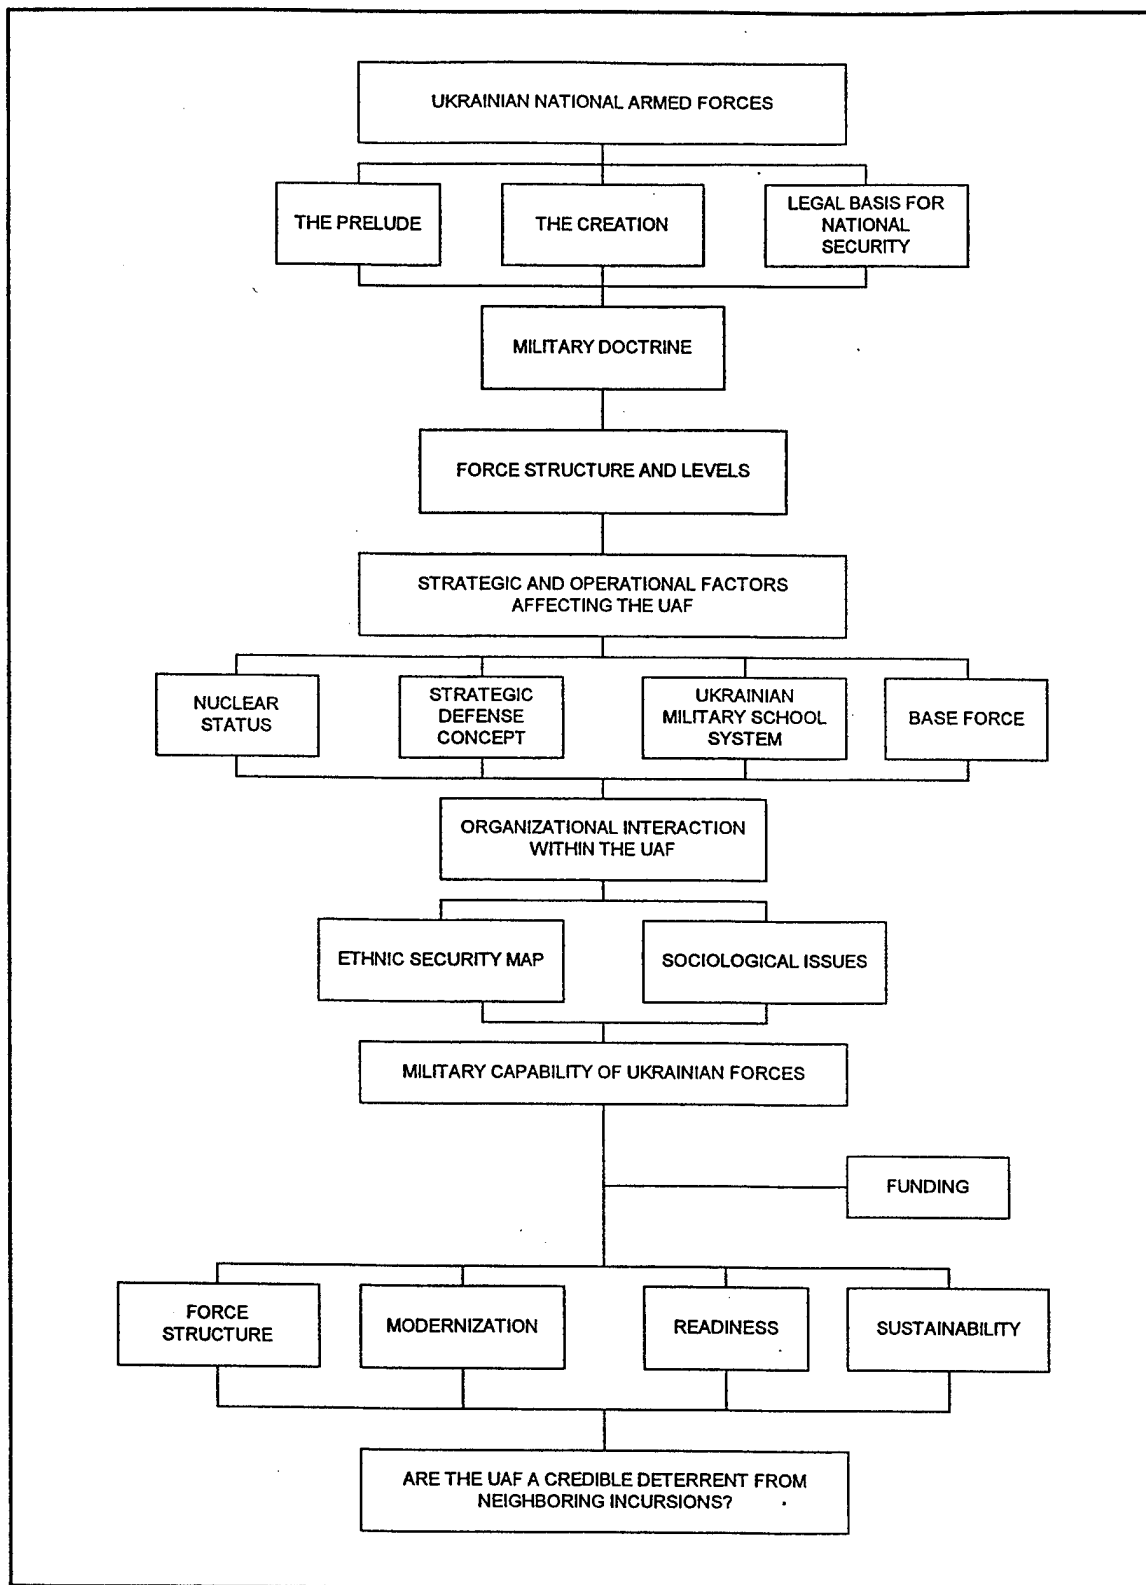 UKRAINIAN NATIONAL ARMED FORCES
THE PRELUDE
THE CREATION
LEGAL BASIS FOR
NATIONAL
SECURITY
MILITARY DOCTRINE
FORCE STRUCTURE AND LEVELS
STRATEGIC AND OPERATIONAL FACTORS
AFFECTING THE UAF
NUCLEAR
STATUS
STRATEGIC
DEFENSE
CONCEPT
UKRAINIAN
MILITARY SCHOOL
SYSTEM
BASE FORCE
ORGANIZATIONAL INTERACTION
WITHIN THE UAF
ETHNIC SECURITY MAP
SOCIOLOGICAL ISSUES
MILITARY CAPABILITY OF UKRAINIAN FORCES
FUNDING
FORCE
STRUCTURE
MODERNIZATION
READINESS
SUSTAINABILITY
ARE THE UAF A CREDIBLE DETERRENT FROM
NEIGHBORING INCURSIONS?